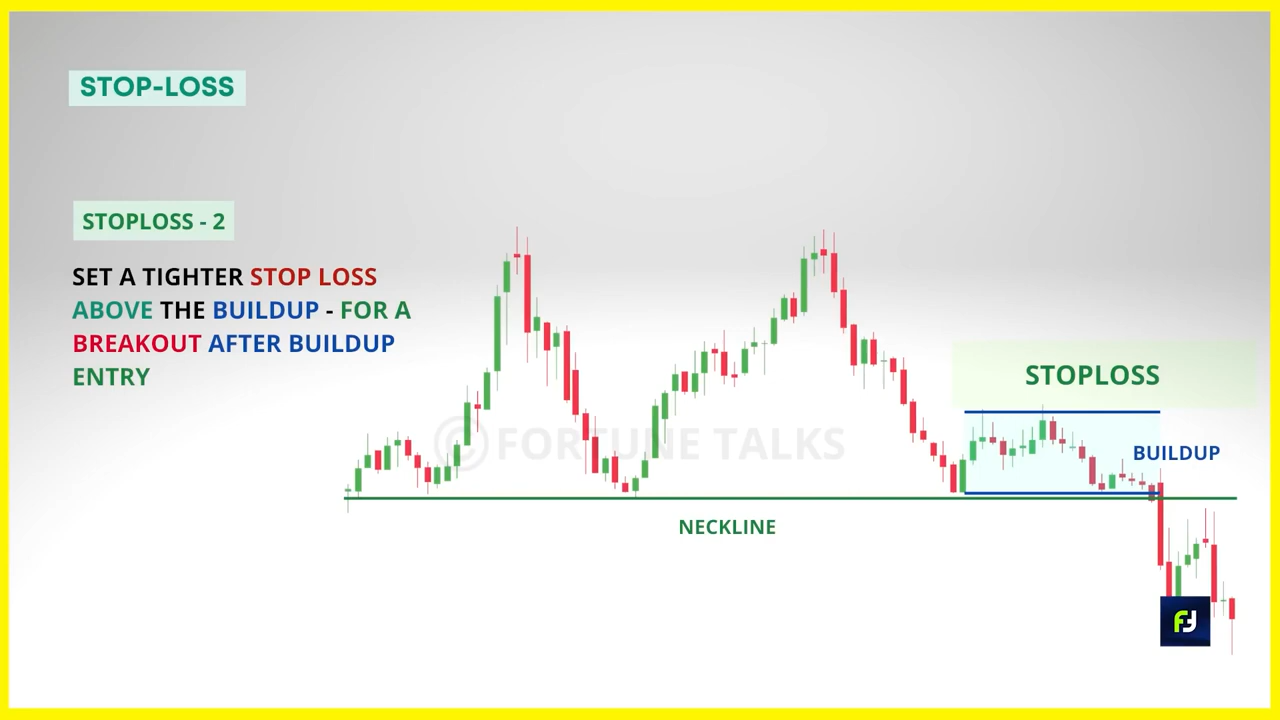 STOP-LOSS
STOPLOSS - 2
SET A TIGHTER STOP LOSS
ABOVE THE BUILDUP - FOR A
BREAKOUT AFTER BUILDUP
ENTRY
STOPLOSS
BUILDUP
© FORTUNE TALKS
NECKLINE